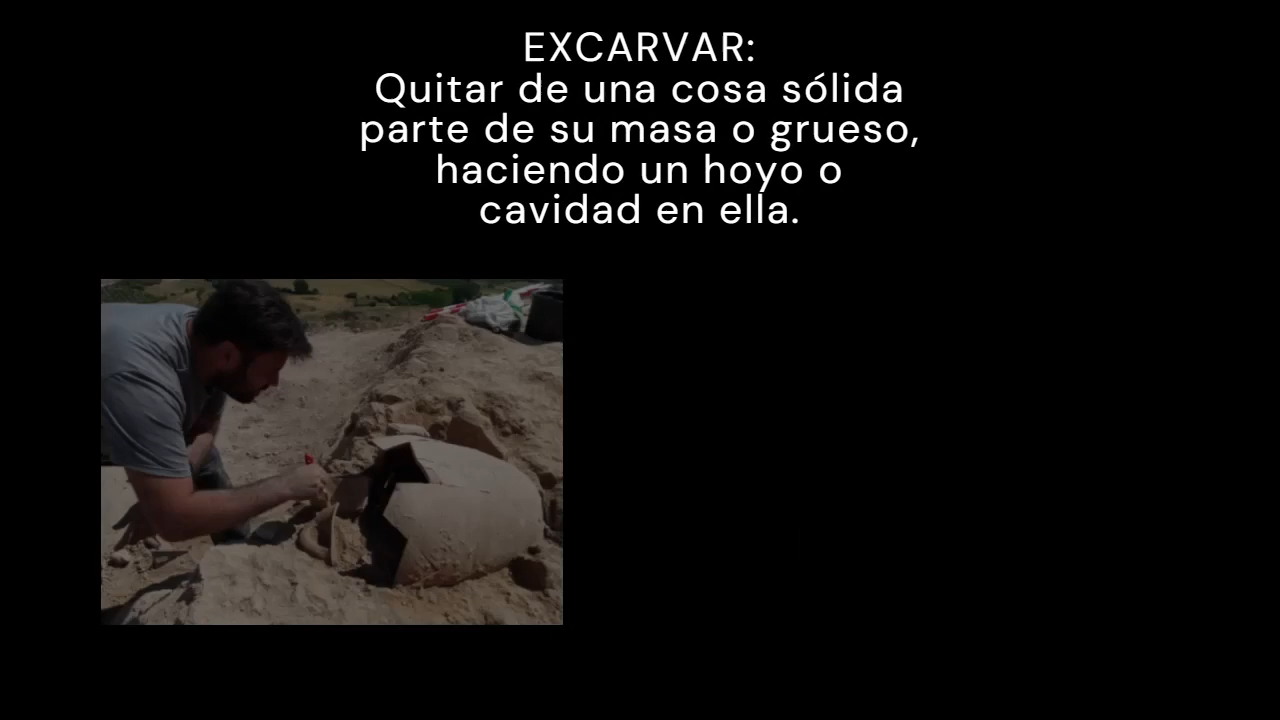 EXCARVAR:
Quitar de una cosa sólida
parte de su masa o grueso,
haciendo un hoyo o
cavidad en ella.